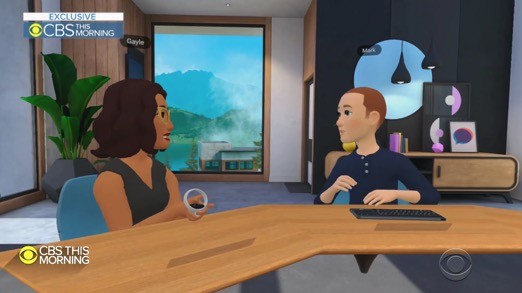 EXCLUSIVE
CBS THIS
MORNING
Gayle
Mark
CBS THIS
MORNING